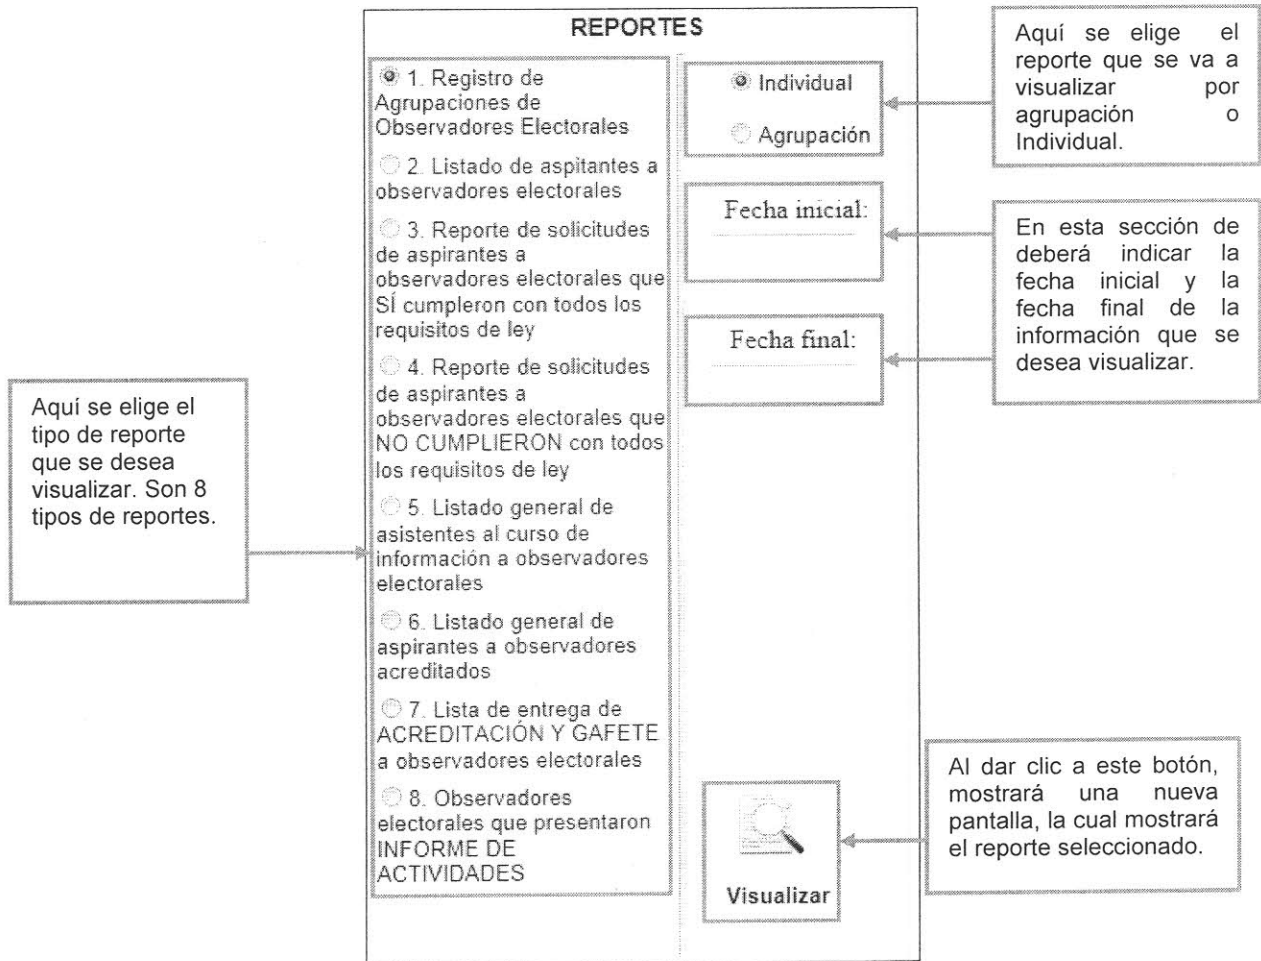 REPORTES
1. Registro de
Agrupaciones de
Observadores Electorales
2. Listado de aspitantes a
observadores electorales
3. Reporte de solicitudes
de aspirantes a
observadores electorales que
SÍ cumpleron con todos los
requisitos de ley
4. Reporte de solicitudes
de aspirantes a
observadores electorales que
NO CUMPLIERON con todos
los requisitos de ley
5. Listado general de
asistentes al curso de
información a observadores
electorales
6. Listado general de
aspirantes a observadores
acreditados
7. Lista de entrega de
ACREDITACIÓN Y GAFETE
a observadores electorales
8. Observadores
electorales que presentaron
INFORME DE
ACTIVIDADES
Individual
Agrupación
Fecha inicial:
Fecha final:
Visualizar
Aquí se elige el
tipo de reporte
que se desea
visualizar. Son 8
tipos de reportes.
Aquí se elige el
reporte que se va a
visualizar por
agrupación o
Individual.
En esta sección de
deberá indicar la
fecha inicial y la
fecha final de la
información que se
desea visualizar.
Al dar clic a este botón,
mostrará una nueva
pantalla, la cual mostrará
el reporte seleccionado.